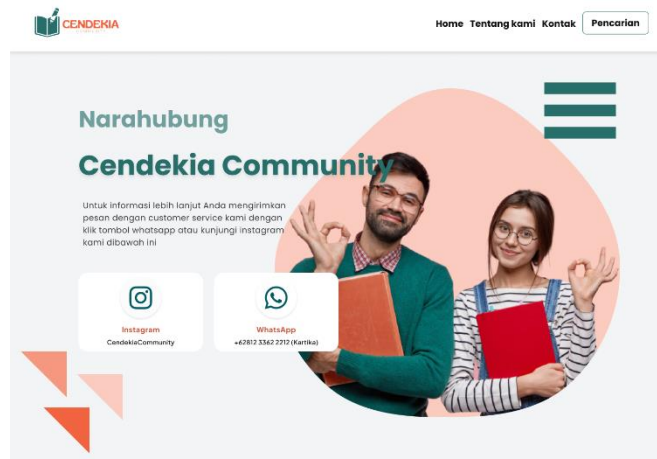 CENDEKIA
Home Tentang kami Kontak Pencarian
Narahubung
Cendekia Community
Untuk informasi lebih lanjut Anda mengirimkan
pesan dengan customer service kami dengan
klik tombol whatsapp atau kunjungi instagram
kami dibawah ini
Instagram
CendekiaCommunity
WhatsApp
+62812 3362 2212 (Kartika)